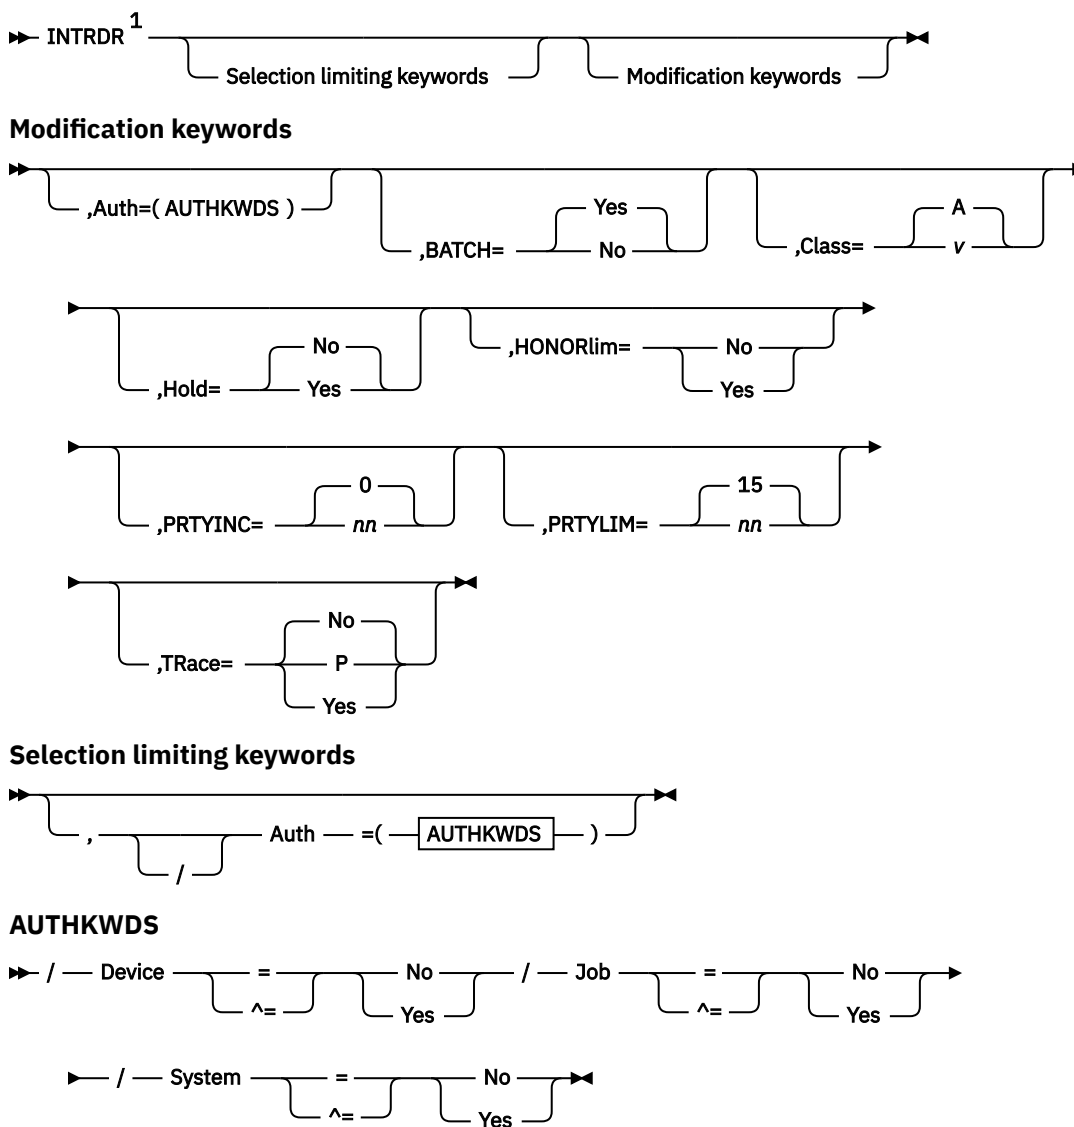 INTRDR 1
Selection limiting keywords Modification keywords
Modification keywords
,Auth=( AUTHKWDS )
,BATCH= Yes No
,Class= A v
,Hold= No Yes
,HONORlim= No Yes
,PRTYINC= 0 nn
,PRTYLIM= 15 nn
,TRace= No P Yes
Selection limiting keywords
, / Auth =( AUTHKWDS )
AUTHKWDS
/ Device = ^= No Yes / Job = ^= No Yes
/ System = ^= No Yes